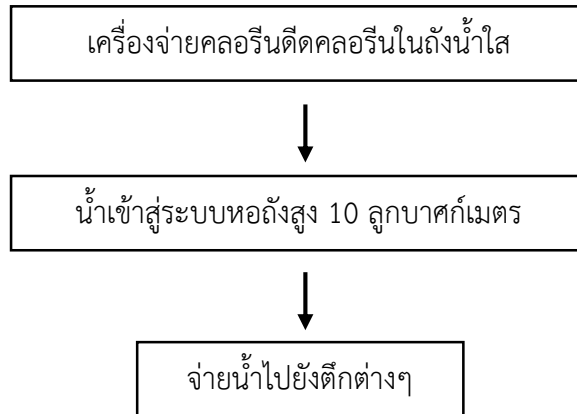 เครื่องจ่ายคลอรีนดีดคลอรีนในถังน้ำใส
น้ำเข้าสู่ระบบหอถังสูง 10 ลูกบาศก์เมตร
จ่ายน้ำไปยังตึกต่างๆ